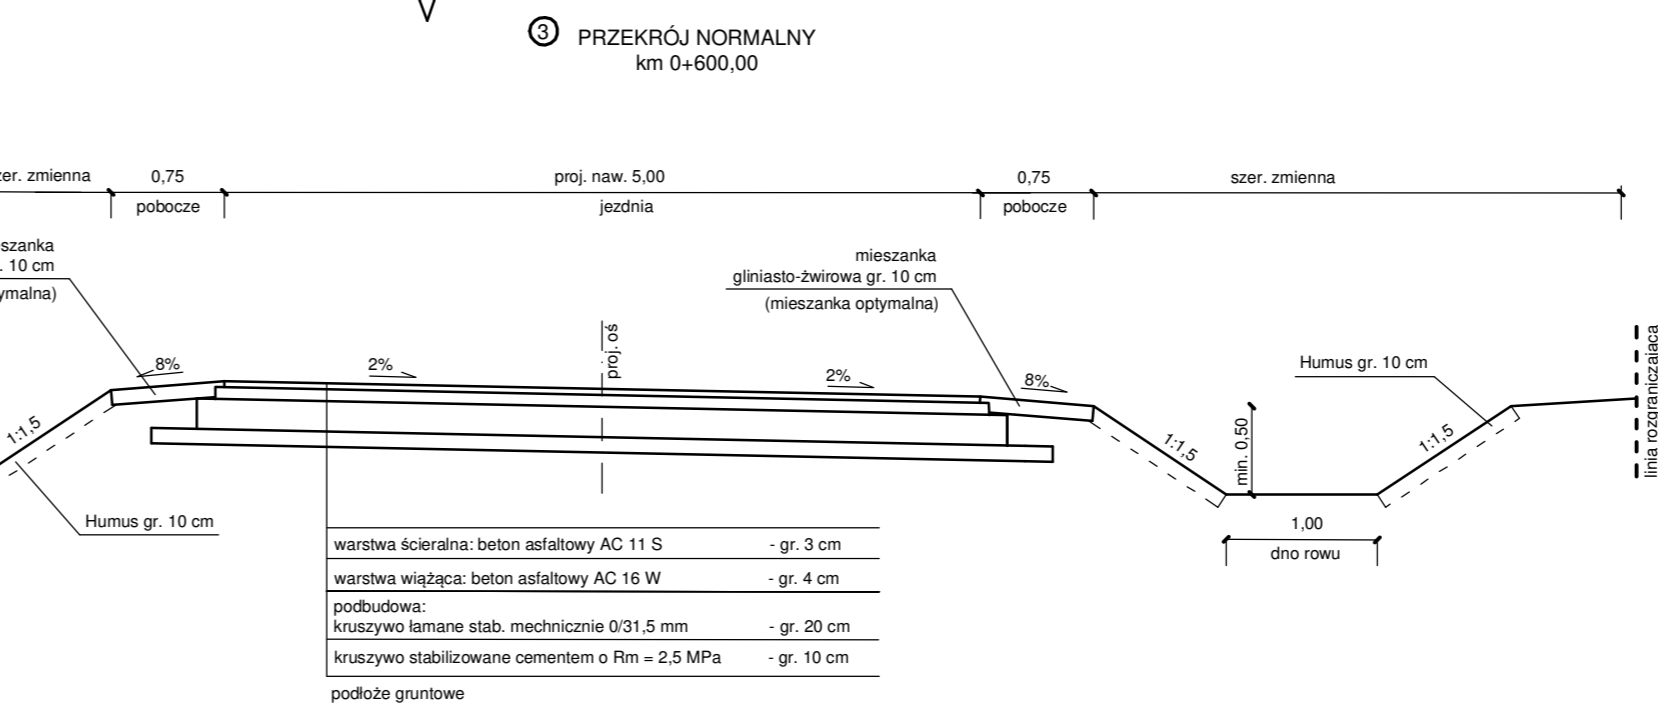 3 PRZEKRÓJ NORMALNY
km 0+600,00
zmienna 0,75 proj. naw. 5,00 0,75 szer. zmienna
pobocze jezdnia pobocze
gr. 10 cm
mieszanka
gliniasto-żwirowa gr. 10 cm
(mieszanka optymalna)
8% 2% proj. oś 2% 8%
Humus gr. 10 cm
linia rozgraniczająca
1:1,5 1:1,5 min. 0,50 1:1,5
Humus gr. 10 cm
1,00
dno rowu
warstwa ścieralna: beton asfaltowy AC 11 S - gr. 3 cm
warstwa wiążąca: beton asfaltowy AC 16 W - gr. 4 cm
podbudowa:
kruszywo łamane stab. mechnicznie 0/31,5 mm - gr. 20 cm
kruszywo stabilizowane cementem o Rm = 2,5 MPa - gr. 10 cm
podłoże gruntowe